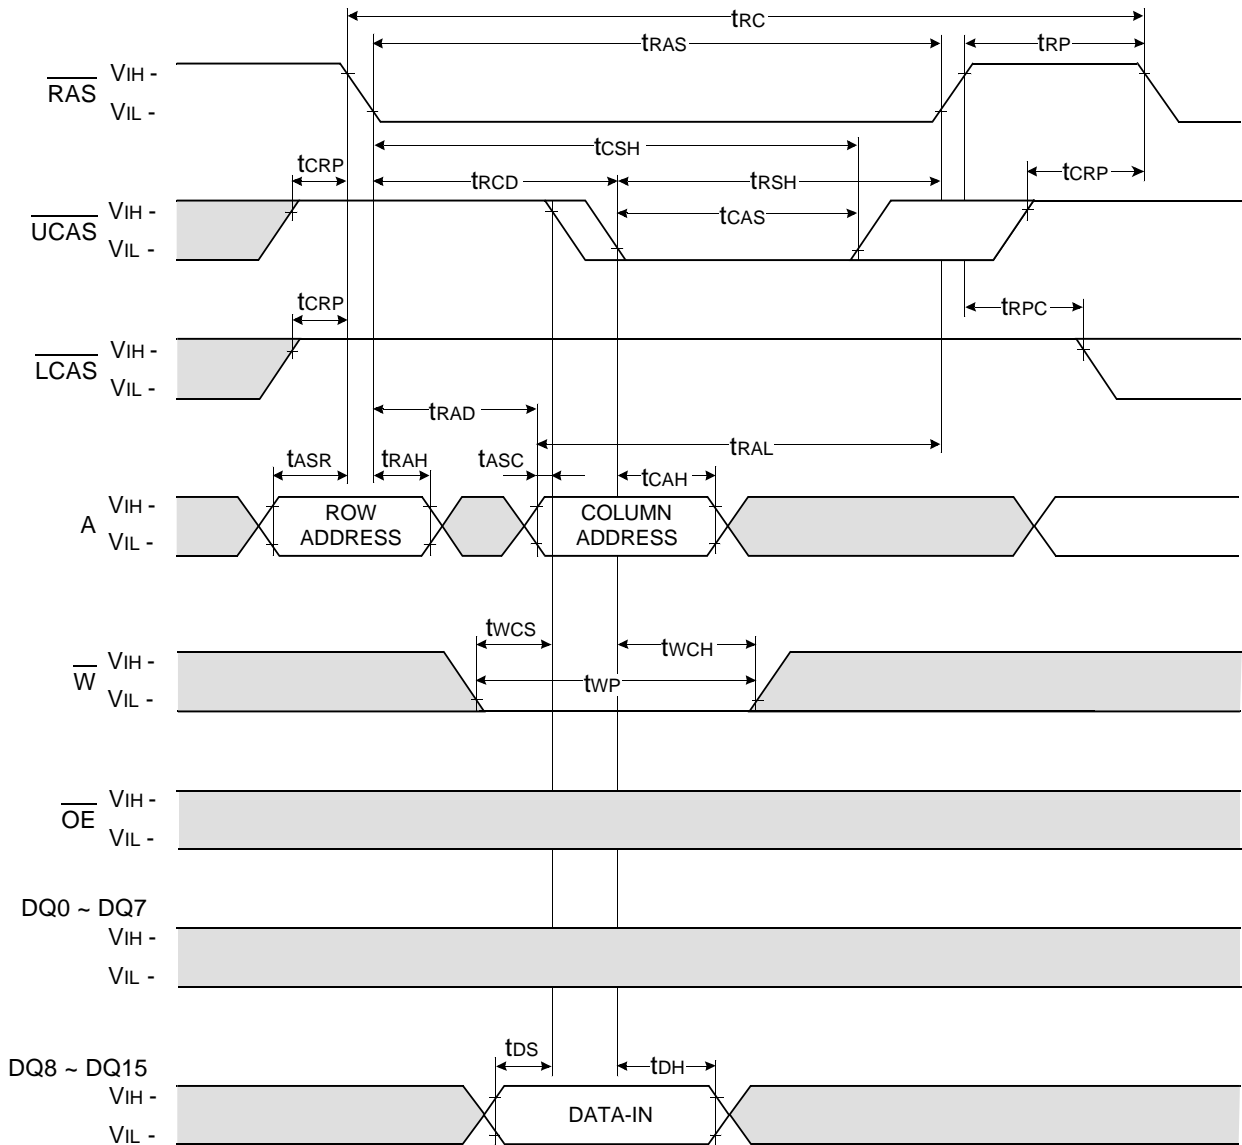 tRC
tRAS
tRP
RAS
VIH -
VIL -
tCSH
tCRP
tRCD
tRSH
tCRP
UCAS
VIH -
VIL -
tCAS
tCRP
tRPC
LCAS
VIH -
VIL -
tRAD
tRAL
tASR
tRAH
tASC
tCAH
A
VIH -
VIL -
ROW
ADDRESS
COLUMN
ADDRESS
tWCS
tWCH
W
VIH -
VIL -
tWP
OE
VIH -
VIL -
DQ0 ~ DQ7
VIH -
VIL -
tDS
tDH
DQ8 ~ DQ15
VIH -
VIL -
DATA-IN